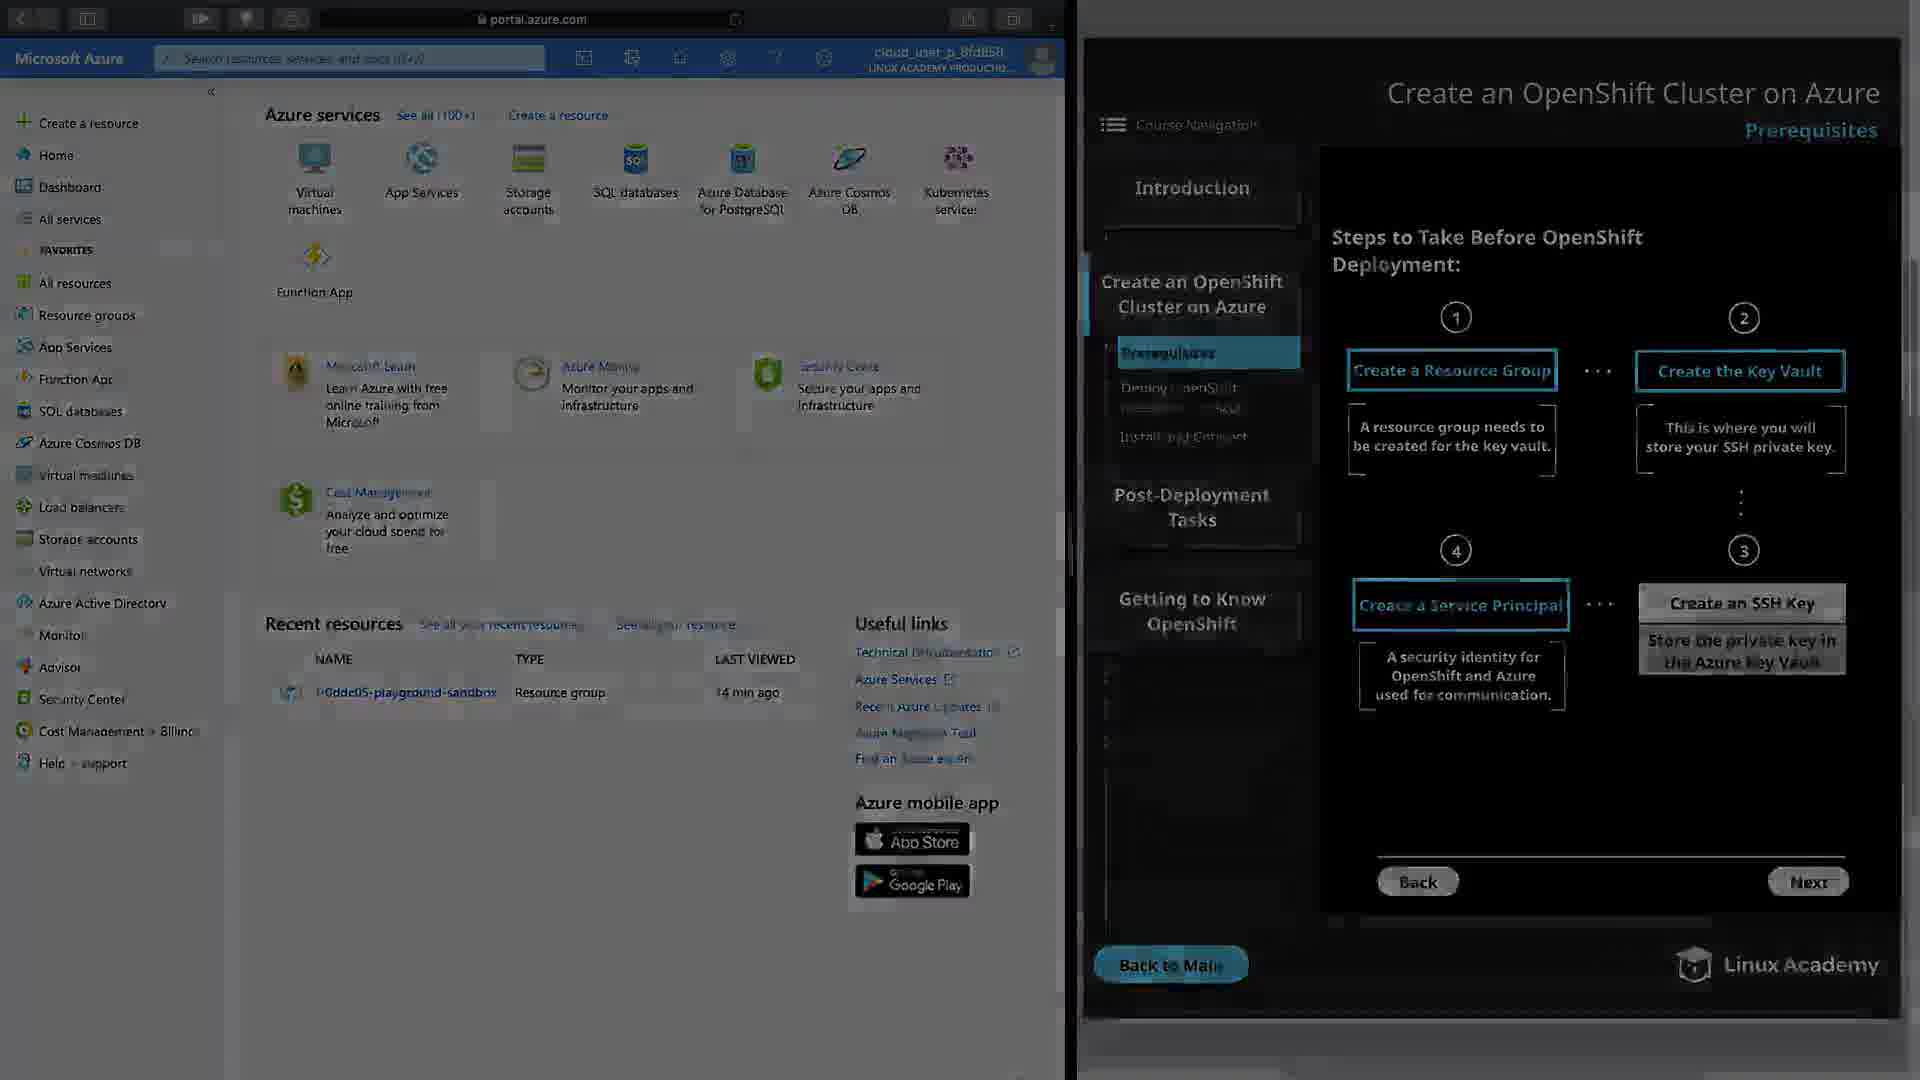 portal.azure.com
Microsoft Azure
Search resources, services, and docs (G+/)
cloud_user_p_8fd858
LINUX ACADEMY PRODUCTIO...
Create a resource
Home
Dashboard
All services
FAVORITES
All resources
Resource groups
App Services
Function App
SQL databases
Azure Cosmos DB
Virtual machines
Load balancers
Storage accounts
Virtual networks
Azure Active Directory
Monitor
Advisor
Security Center
Cost Management + Billing
Help + support
Azure services
See all (100+)
Create a resource
Virtual
machines
App Services
Storage
accounts
SQL databases
Azure Database
for PostgreSQL
Azure Cosmos
DB
Kubernetes
services
Function App
Microsoft Learn
Learn Azure with free
online training from
Microsoft
Azure Monitor
Monitor your apps and
infrastructure
Security Center
Secure your apps and
infrastructure
Cost Management
Analyze and optimize
your cloud spend for
free
Recent resources
See all your recent resources
See all your resources
NAME
TYPE
LAST VIEWED
Resource group
14 min ago
Useful links
Technical Documentation
Azure Services
Recent Azure Updates
Azure Migration Tool
Find an Azure expert
Azure mobile app
App Store
Google Play
Create an OpenShift Cluster on Azure
Prerequisites
Course Navigation
Introduction
Create an OpenShift
Cluster on Azure
Prerequisites
Deploy OpenShift
Post-Deployment
Tasks
Getting to Know
OpenShift
Back to Main
Steps to Take Before OpenShift
Deployment:
1
Create a Resource Group
A resource group needs to
be created for the key vault.
2
Create the Key Vault
This is where you will
store your SSH private key.
4
Create a Service Principal
A security identity for
OpenShift and Azure
used for communication.
3
Create an SSH Key
Store the private key in
the Azure Key Vault
Back
Next
Linux Academy